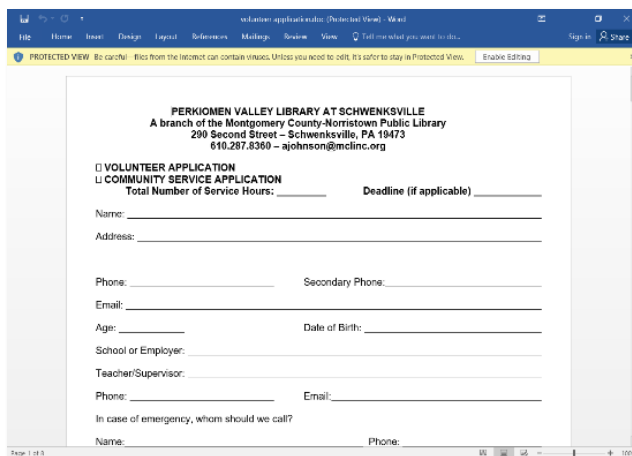 volunteer application.doc (Protected View) - Word
File Home Insert Design Layout References Mailings Review View Tell me what you want to do... Sign in Share
PROTECTED VIEW Be careful - files from the Internet can contain viruses. Unless you need to edit, it's safer to stay in Protected View. Enable Editing
PERKIOMEN VALLEY LIBRARY AT SCHWENKSVILLE
A branch of the Montgomery County-Norristown Public Library
290 Second Street – Schwenksville, PA 19473
610.287.8360 – ajohnson@mclinc.org
□ VOLUNTEER APPLICATION
□ COMMUNITY SERVICE APPLICATION
Total Number of Service Hours: ________ Deadline (if applicable) ___________
Name:
Address:
Phone: Secondary Phone:
Email:
Age: Date of Birth:
School or Employer:
Teacher/Supervisor:
Phone: Email:
In case of emergency, whom should we call?
Name: Phone:
Page 1 of 100